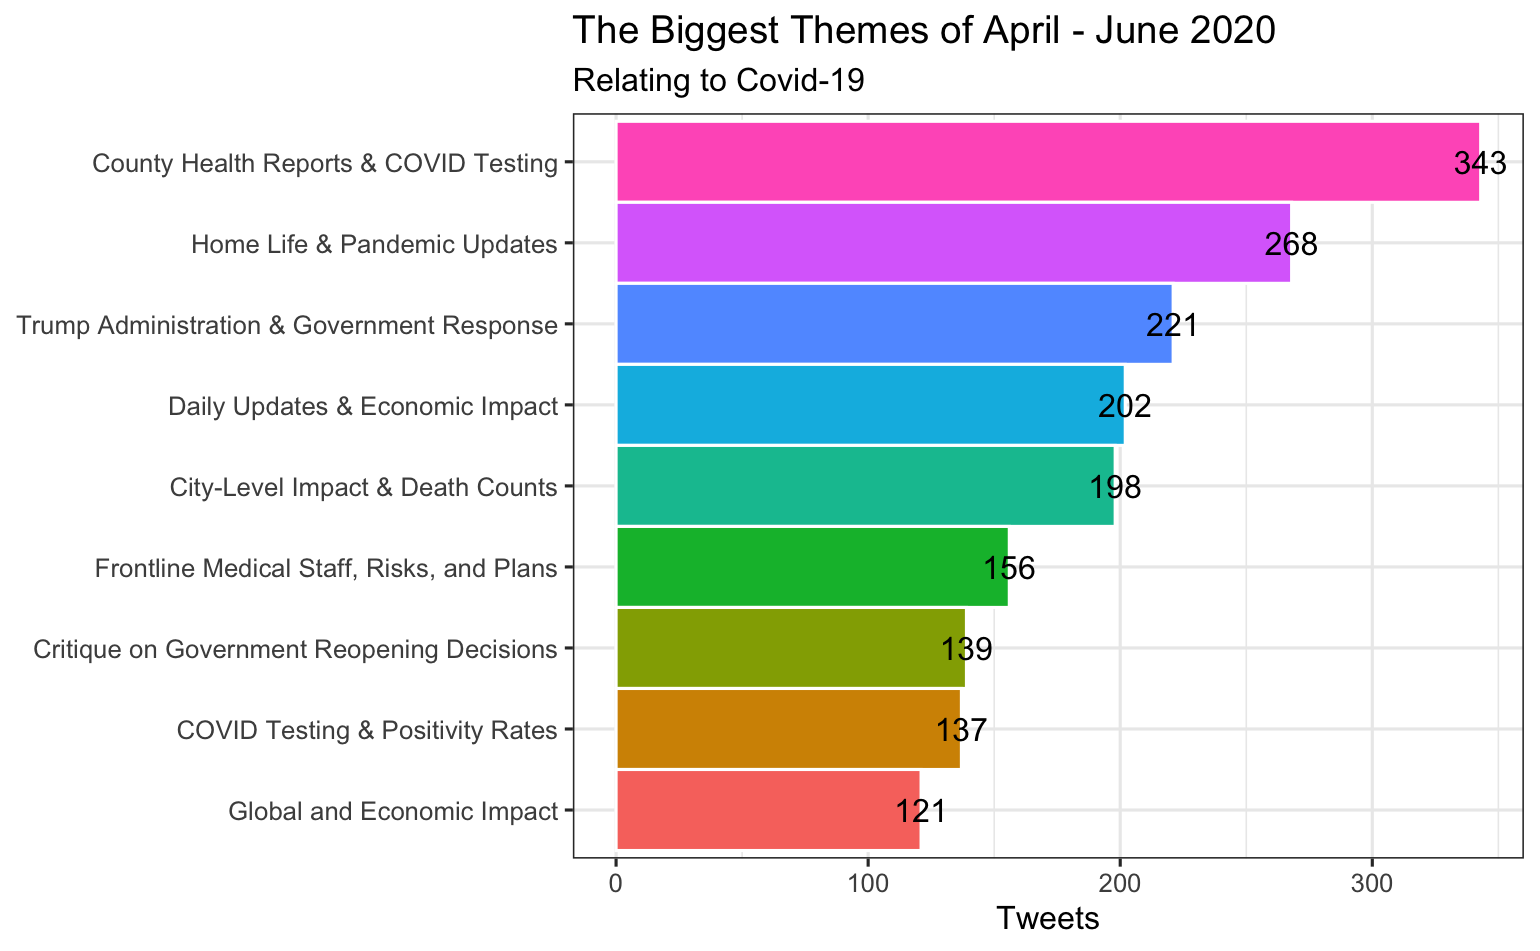 The Biggest Themes of April - June 2020
Relating to Covid-19
County Health Reports & COVID Testing
343
Home Life & Pandemic Updates
268
Trump Administration & Government Response
221
Daily Updates & Economic Impact
202
City-Level Impact & Death Counts
198
Frontline Medical Staff, Risks, and Plans
156
Critique on Government Reopening Decisions
139
COVID Testing & Positivity Rates
137
Global and Economic Impact
121
0 100 200 300
Tweets